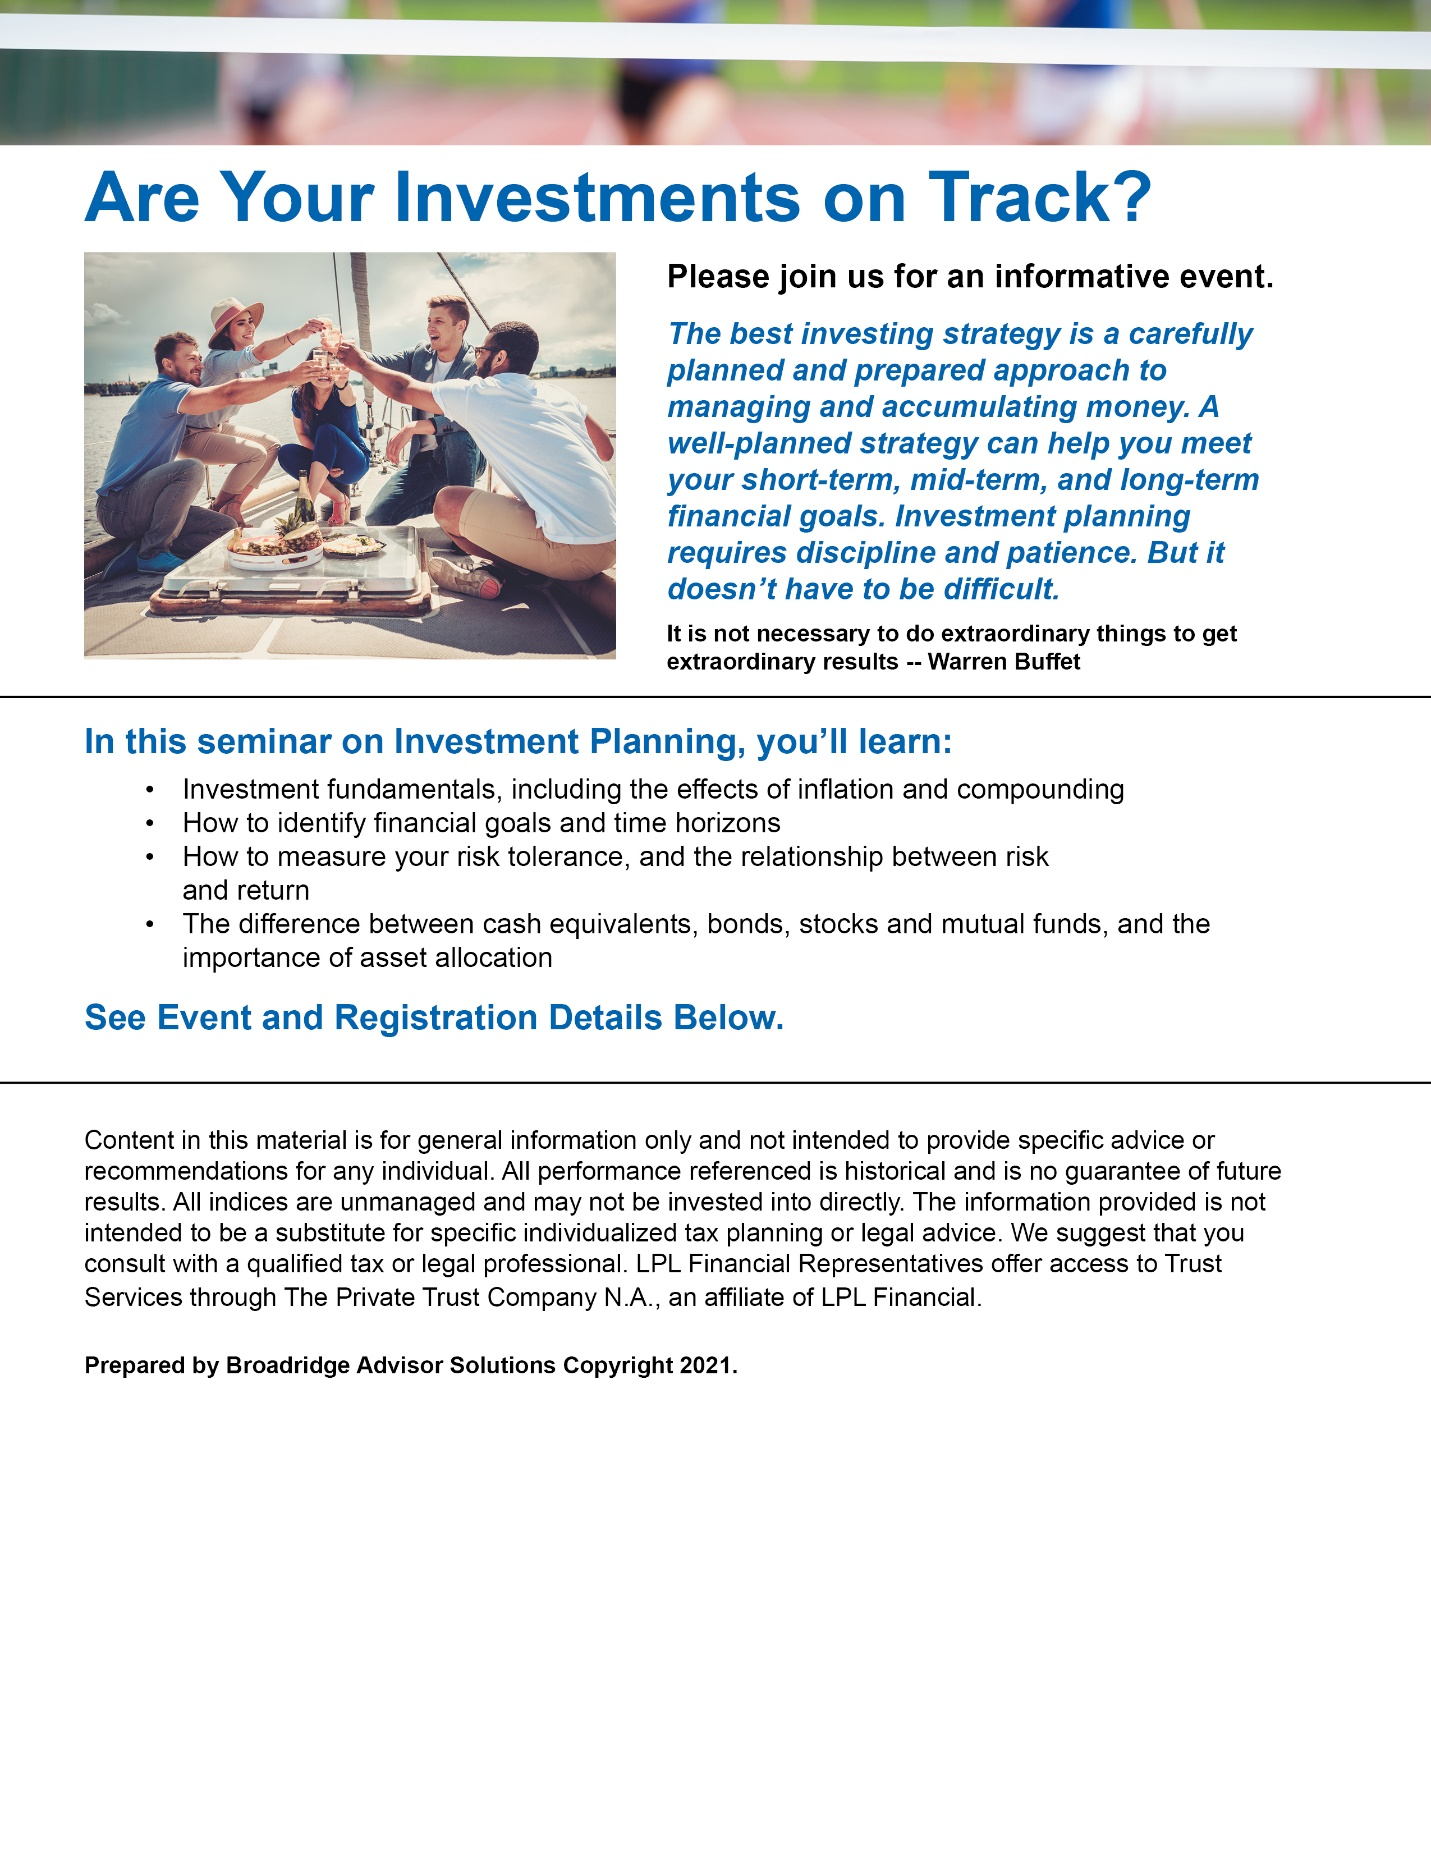 Are Your Investments on Track?
Please join us for an informative event.
The best investing strategy is a carefully
planned and prepared approach to
managing and accumulating money. A
well-planned strategy can help you meet
your short-term, mid-term, and long-term
financial goals. Investment planning
requires discipline and patience. But it
doesn’t have to be difficult.
It is not necessary to do extraordinary things to get
extraordinary results -- Warren Buffet
In this seminar on Investment Planning, you’ll learn:
• Investment fundamentals, including the effects of inflation and compounding
• How to identify financial goals and time horizons
• How to measure your risk tolerance, and the relationship between risk
and return
• The difference between cash equivalents, bonds, stocks and mutual funds, and the
importance of asset allocation
See Event and Registration Details Below.
Content in this material is for general information only and not intended to provide specific advice or
recommendations for any individual. All performance referenced is historical and is no guarantee of future
results. All indices are unmanaged and may not be invested into directly. The information provided is not
intended to be a substitute for specific individualized tax planning or legal advice. We suggest that you
consult with a qualified tax or legal professional. LPL Financial Representatives offer access to Trust
Services through The Private Trust Company N.A., an affiliate of LPL Financial.
Prepared by Broadridge Advisor Solutions Copyright 2021.